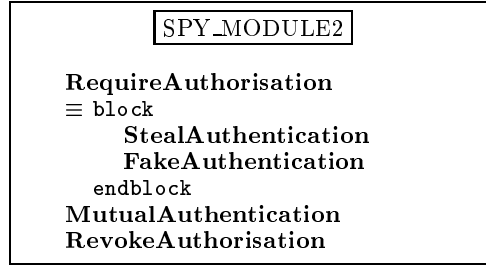 SPY_MODULE2
RequireAuthorisation
≡ block
StealAuthentication
FakeAuthentication
endblock
MutualAuthentication
RevokeAuthorisation